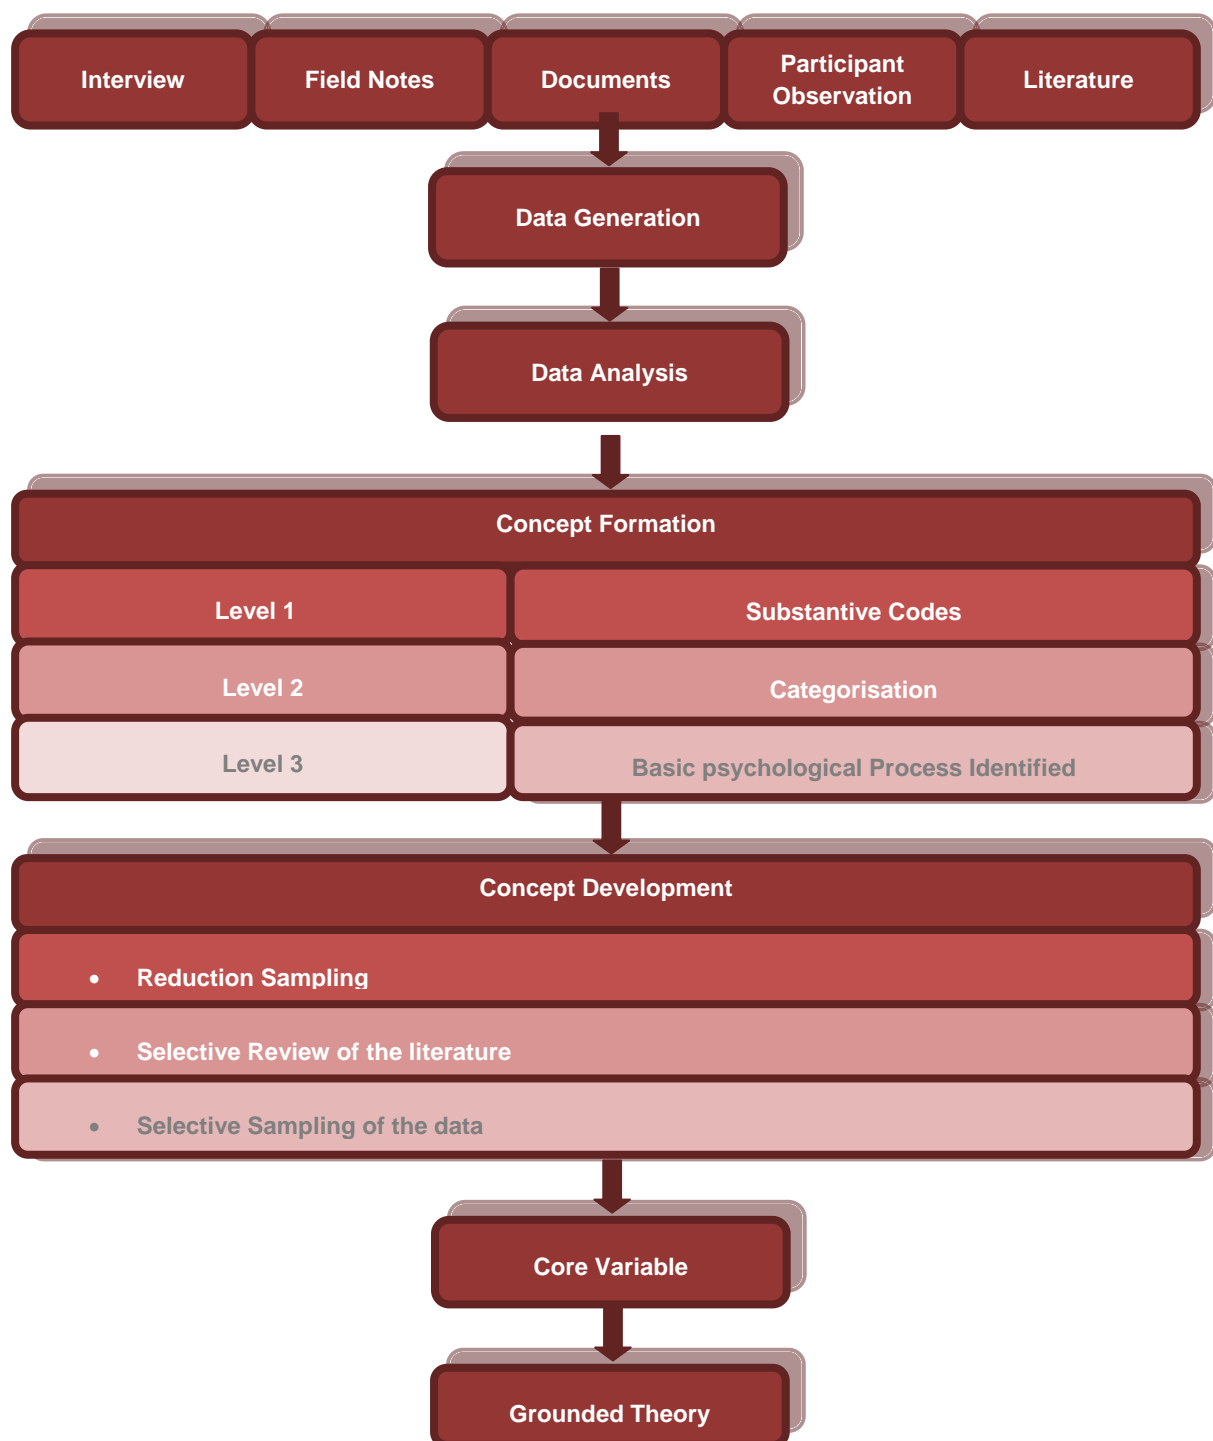 Interview
Field Notes
Documents
Participant
Observation
Literature
Data Generation
Data Analysis
Concept Formation
Level 1
Substantive Codes
Level 2
Categorisation
Level 3
Basic psychological Process Identified
Concept Development
• Reduction Sampling
• Selective Review of the literature
• Selective Sampling of the data
Core Variable
Grounded Theory